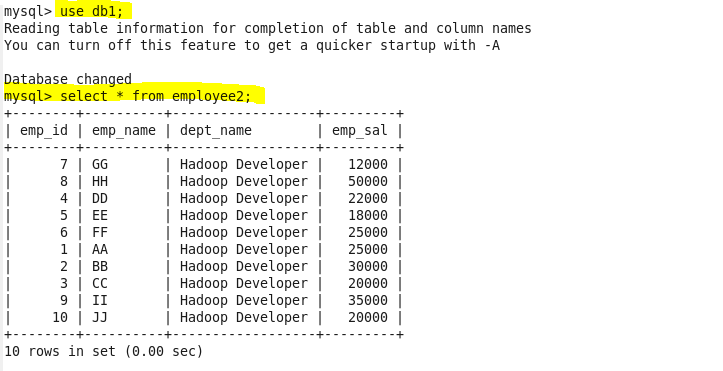 mysql> use db1;
Reading table information for completion of table and column names
You can turn off this feature to get a quicker startup with -A

Database changed
mysql> select * from employee2;
+--------+----------+-----------------+---------+
| emp_id | emp_name | dept_name       | emp_sal |
+--------+----------+-----------------+---------+
|      7 | GG       | Hadoop Developer |   12000 |
|      8 | HH       | Hadoop Developer |   50000 |
|      4 | DD       | Hadoop Developer |   22000 |
|      5 | EE       | Hadoop Developer |   18000 |
|      6 | FF       | Hadoop Developer |   25000 |
|      1 | AA       | Hadoop Developer |   25000 |
|      2 | BB       | Hadoop Developer |   30000 |
|      3 | CC       | Hadoop Developer |   20000 |
|      9 | II       | Hadoop Developer |   35000 |
|     10 | JJ       | Hadoop Developer |   20000 |
+--------+----------+-----------------+---------+
10 rows in set (0.00 sec)